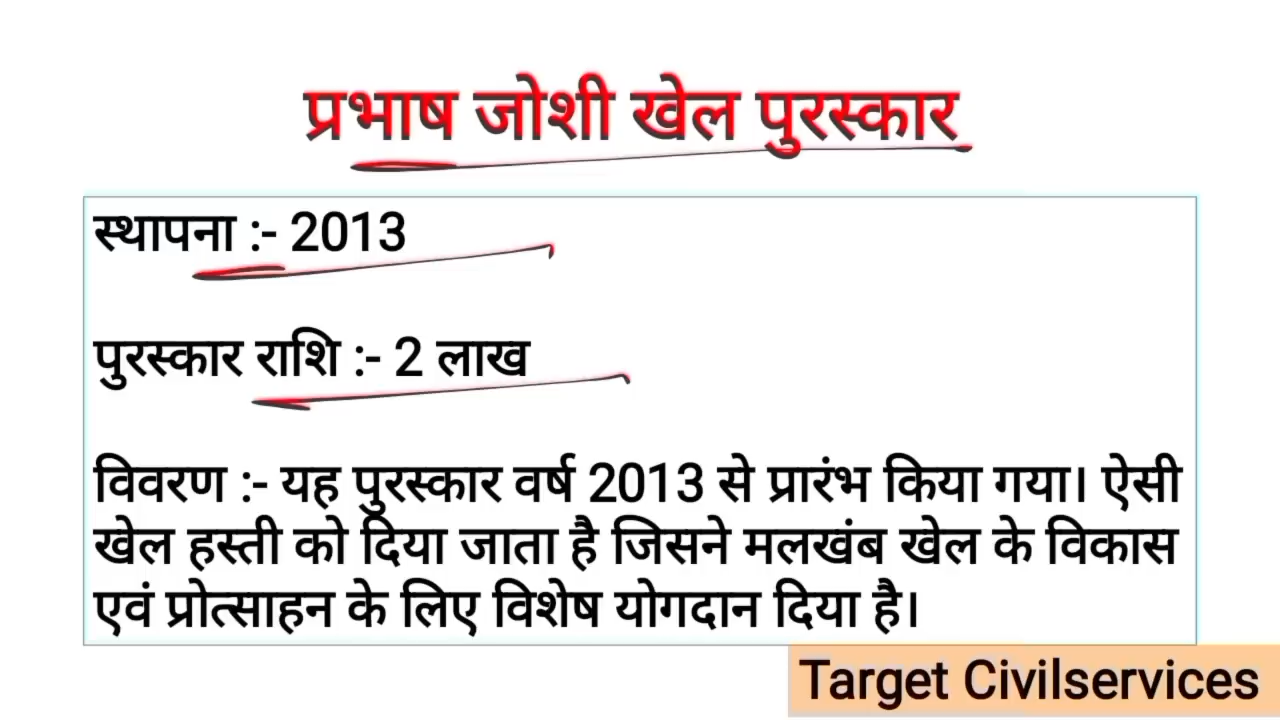 प्रभाष जोशी खेल पुरस्कार
स्थापना :- 2013
पुरस्कार राशि :- 2 लाख
विवरण :- यह पुरस्कार वर्ष 2013 से प्रारंभ किया गया। ऐसी
खेल हस्ती को दिया जाता है जिसने मलखंब खेल के विकास
एवं प्रोत्साहन के लिए विशेष योगदान दिया है।
Target Civilservices